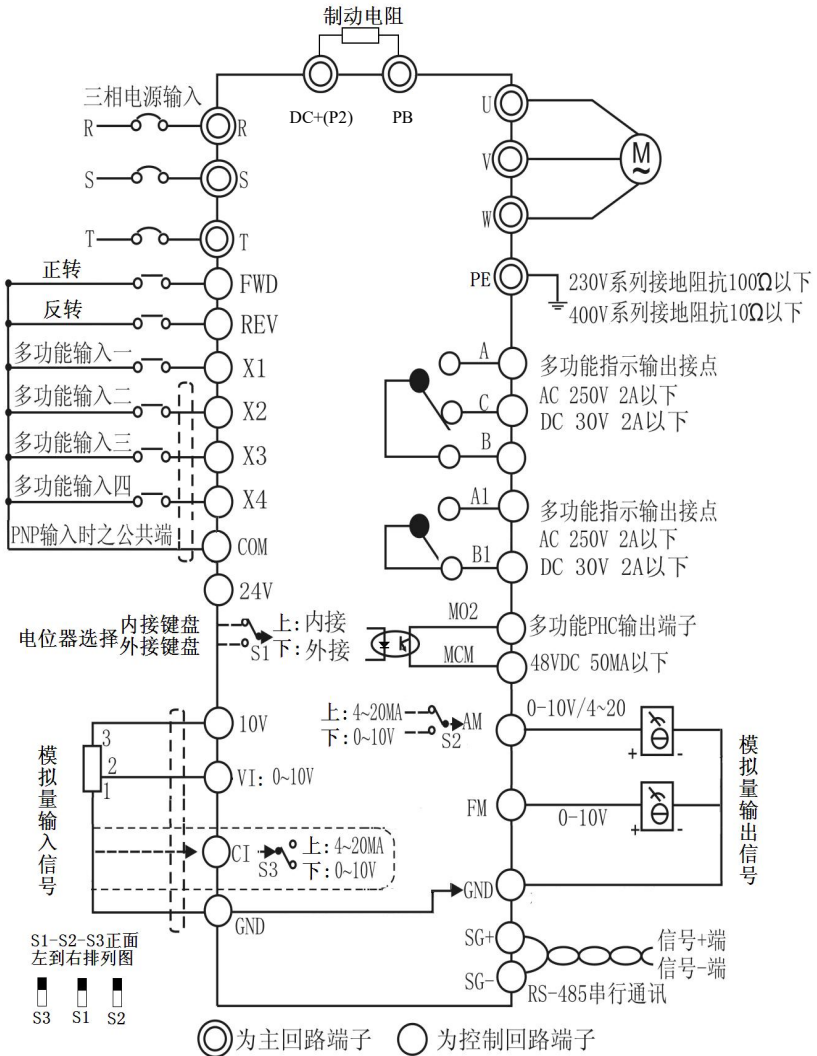 制动电阻
DC+(P2)
PB
三相电源输入
R
R
S
S
T
T
正转
FWD
反转
REV
多功能输入一
X1
多功能输入二
X2
多功能输入三
X3
多功能输入四
X4
PNP输入时之公共端
COM
24V
电位器选择
内接键盘
外接键盘
S1
上:内接
下:外接
模拟量输入信号
3
2
1
10V
VI: 0~10V
CI
S3
上:4~20MA
下:0~10V
GND
S1-S2-S3正面
左到右排列图
S3
S1
S2
U
V
W
M
~
PE
230V系列接地阻抗100Ω以下
400V系列接地阻抗10Ω以下
A
C
B
多功能指示输出接点
AC 250V 2A以下
DC 30V 2A以下
A1
B1
多功能指示输出接点
AC 250V 2A以下
DC 30V 2A以下
MO2
MCM
多功能PHC输出端子
48VDC 50MA以下
上:4~20MA
下:0~10V
S2
AM
0-10V/4~20
+
-
FM
0-10V
+
-
模拟量输出信号
GND
SG+
SG-
信号+端
信号-端
RS-485串行通讯
为主回路端子
为控制回路端子